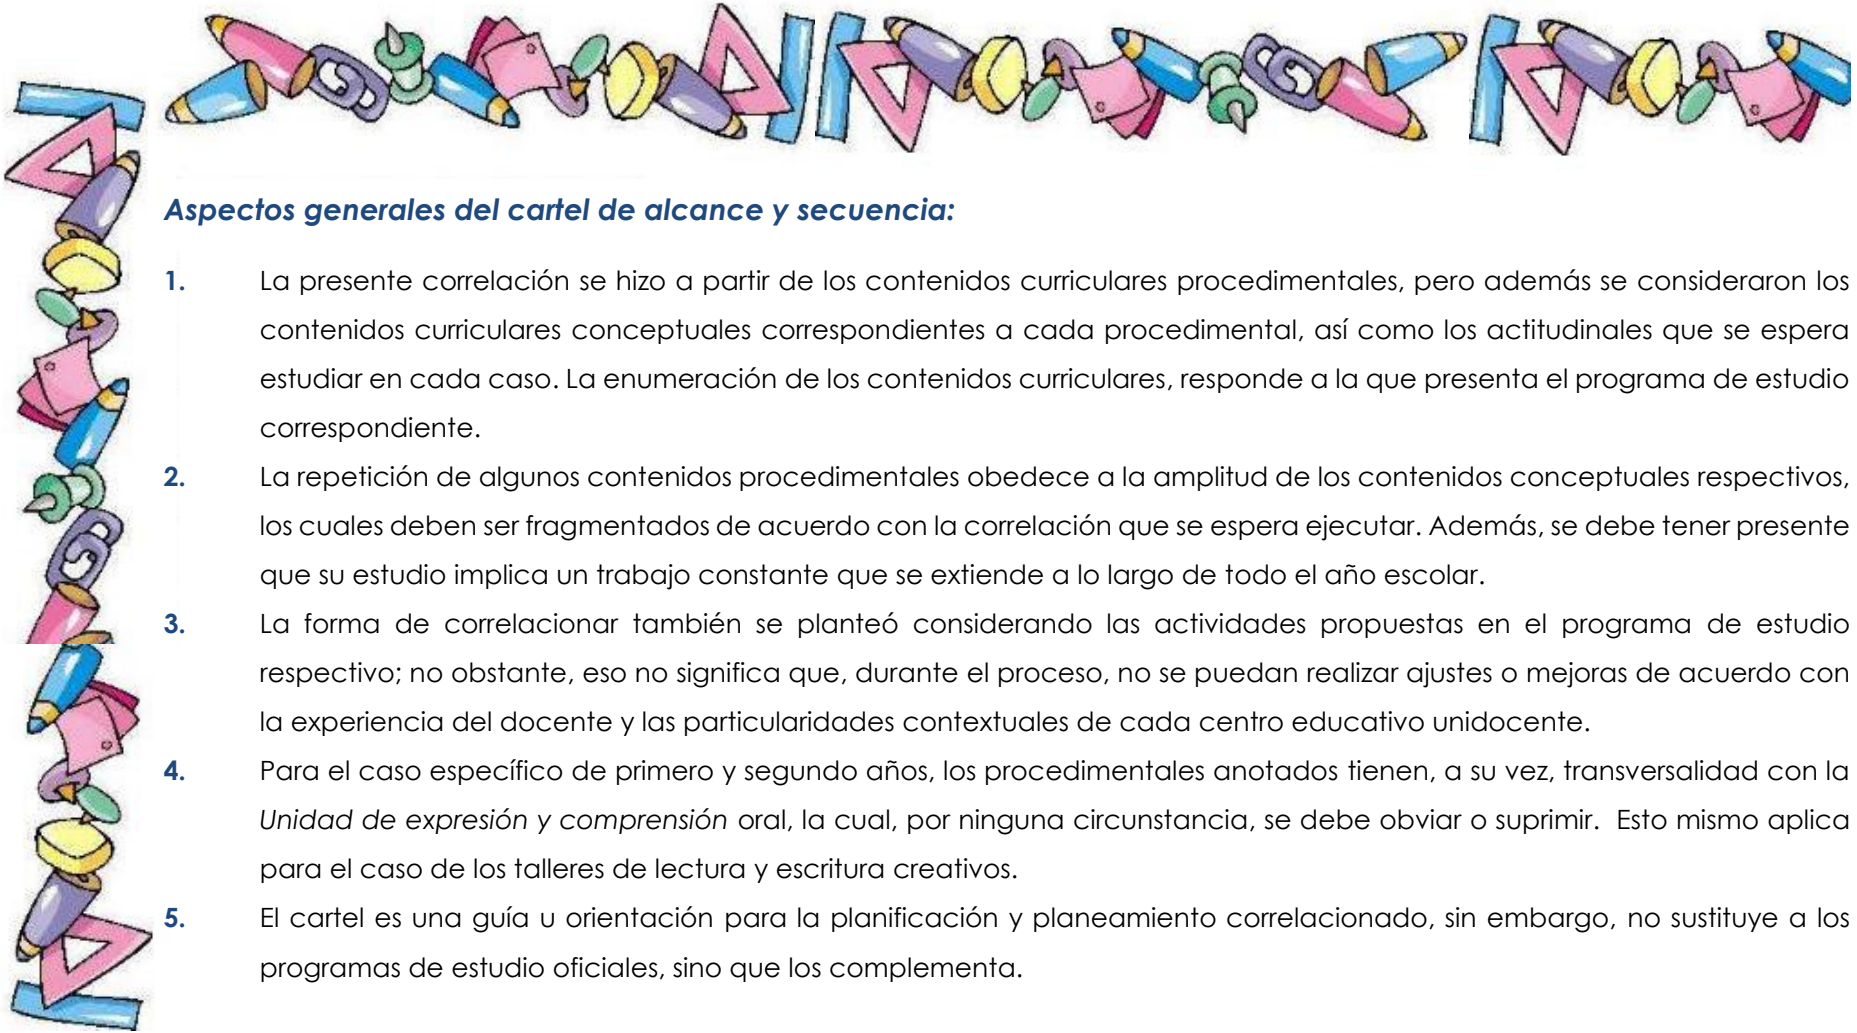 Aspectos generales del cartel de alcance y secuencia:
1. La presente correlación se hizo a partir de los contenidos curriculares procedimentales, pero además se consideraron los
contenidos curriculares conceptuales correspondientes a cada procedimental, así como los actitudinales que se espera
estudiar en cada caso. La enumeración de los contenidos curriculares, responde a la que presenta el programa de estudio
correspondiente.
2. La repetición de algunos contenidos procedimentales obedece a la amplitud de los contenidos conceptuales respectivos,
los cuales deben ser fragmentados de acuerdo con la correlación que se espera ejecutar. Además, se debe tener presente
que su estudio implica un trabajo constante que se extiende a lo largo de todo el año escolar.
3. La forma de correlacionar también se planteó considerando las actividades propuestas en el programa de estudio
respectivo; no obstante, eso no significa que, durante el proceso, no se puedan realizar ajustes o mejoras de acuerdo con
la experiencia del docente y las particularidades contextuales de cada centro educativo unidocente.
4. Para el caso específico de primero y segundo años, los procedimentales anotados tienen, a su vez, transversalidad con la
Unidad de expresión y comprensión oral, la cual, por ninguna circunstancia, se debe obviar o suprimir. Esto mismo aplica
para el caso de los talleres de lectura y escritura creativos.
5. El cartel es una guía u orientación para la planificación y planeamiento correlacionado, sin embargo, no sustituye a los
programas de estudio oficiales, sino que los complementa.